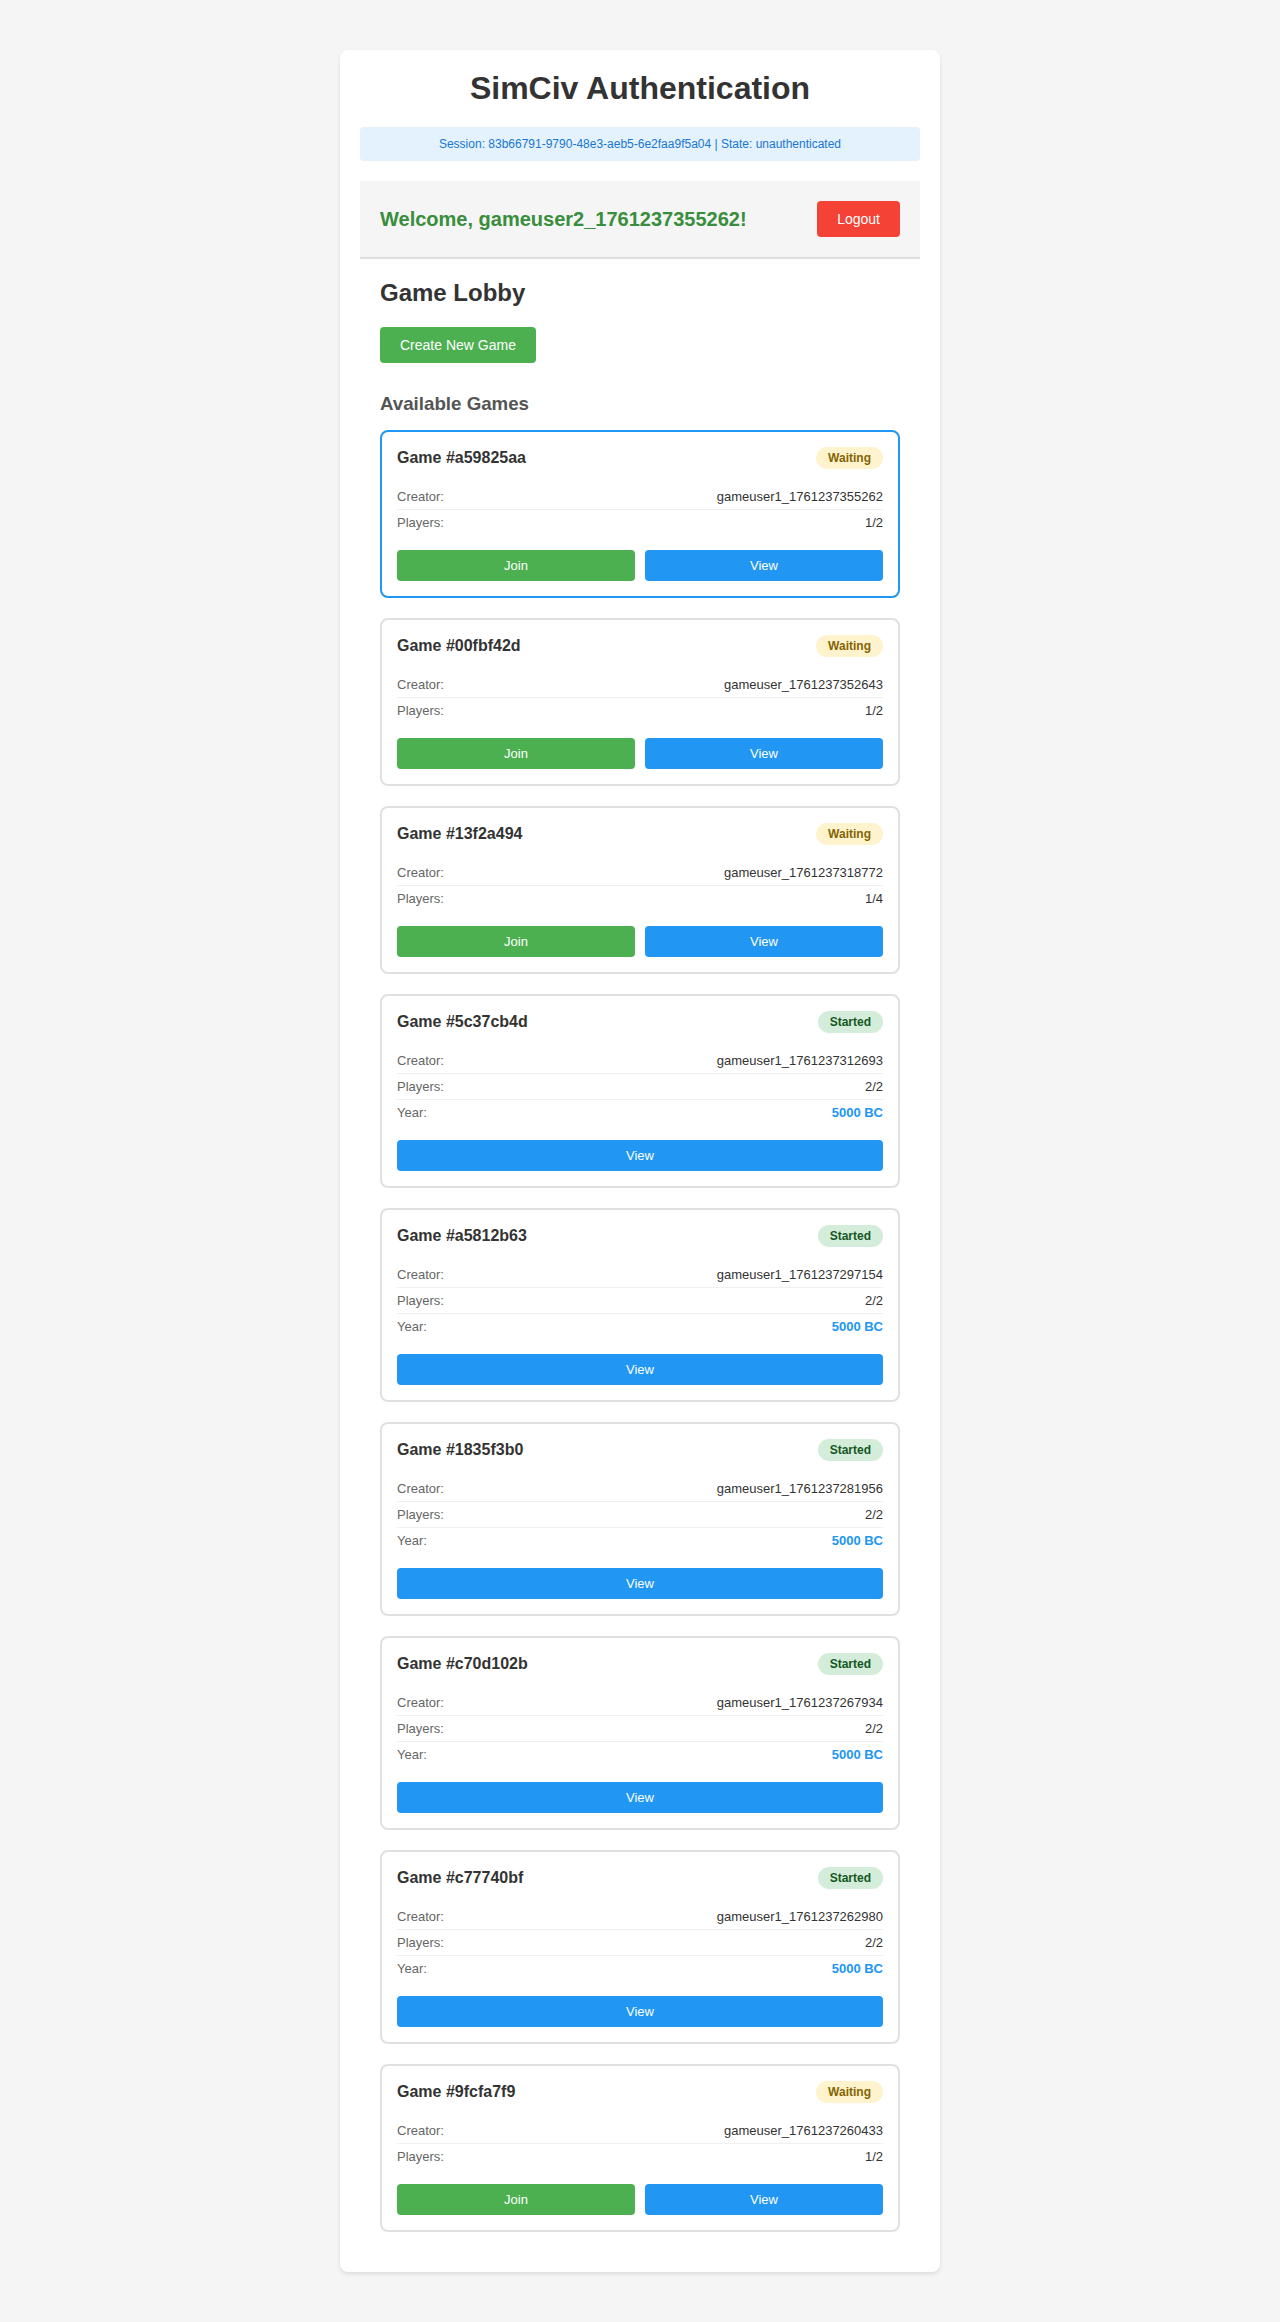 SimCiv Authentication
Session: 83b66791-9790-48e3-aeb5-6e2faa9f5a04 | State: unauthenticated
Welcome, gameuser2_1761237355262!
Logout
Game Lobby
Create New Game
Available Games
Game #a59825aa
Waiting
Creator: gameuser1_1761237355262
Players: 1/2
Join View
Game #00fbf42d
Waiting
Creator: gameuser_1761237352643
Players: 1/2
Join View
Game #13f2a494
Waiting
Creator: gameuser_1761237318772
Players: 1/4
Join View
Game #5c37cb4d
Started
Creator: gameuser1_1761237312693
Players: 2/2
Year: 5000 BC
View
Game #a5812b63
Started
Creator: gameuser1_1761237297154
Players: 2/2
Year: 5000 BC
View
Game #1835f3b0
Started
Creator: gameuser1_1761237281956
Players: 2/2
Year: 5000 BC
View
Game #c70d102b
Started
Creator: gameuser1_1761237267934
Players: 2/2
Year: 5000 BC
View
Game #c77740bf
Started
Creator: gameuser1_1761237262980
Players: 2/2
Year: 5000 BC
View
Game #9fcfa7f9
Waiting
Creator: gameuser_1761237260433
Players: 1/2
Join View